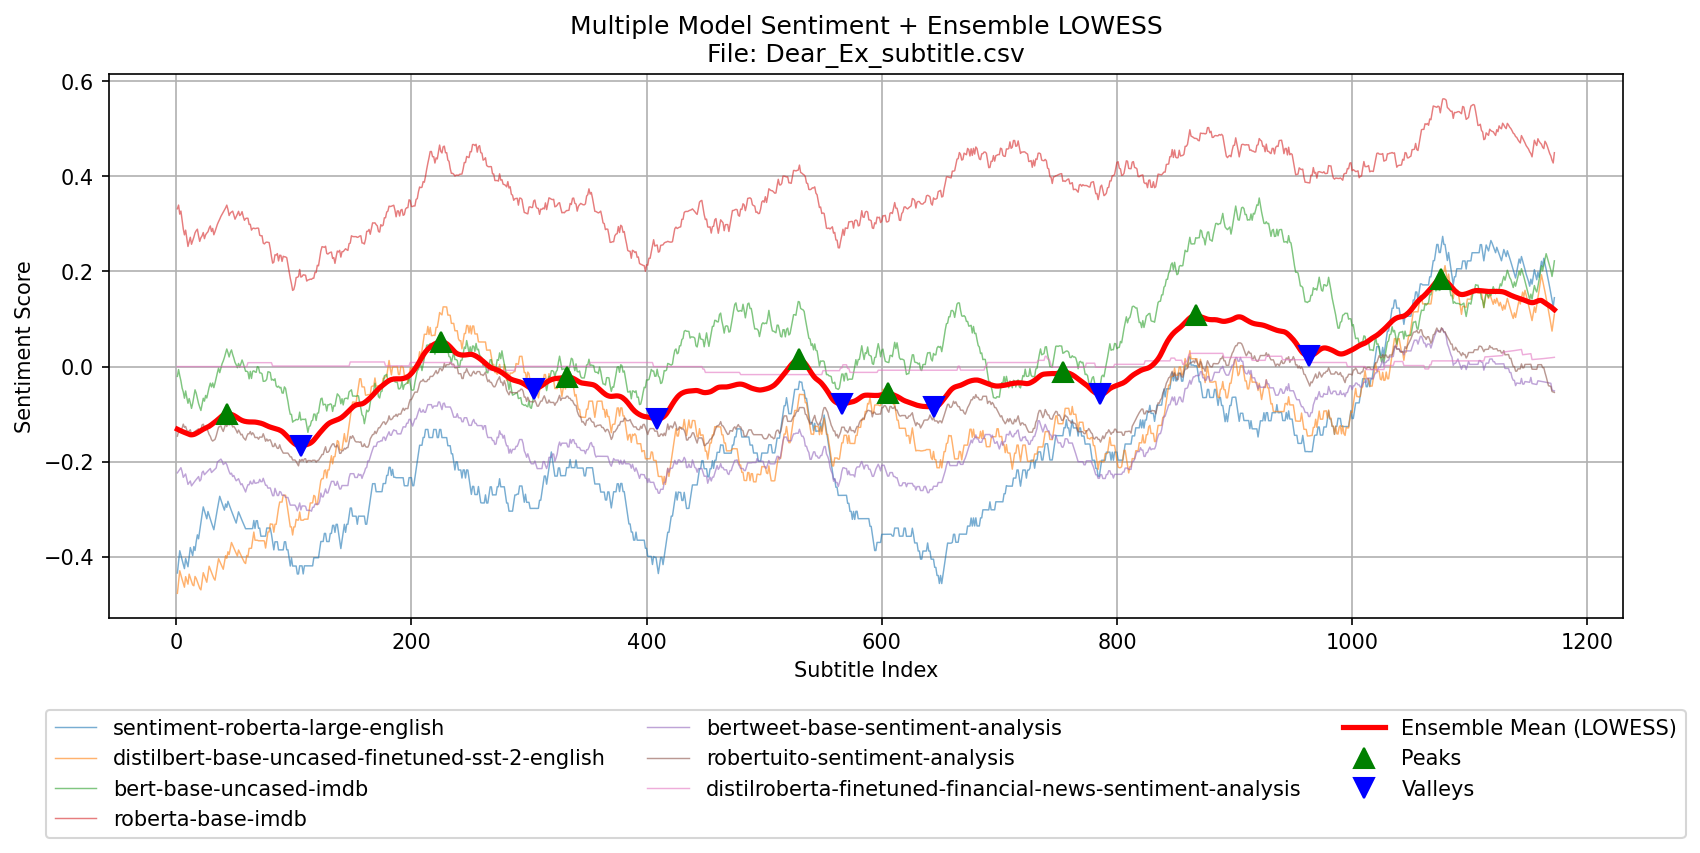 Multiple Model Sentiment + Ensemble LOWESS
File: Dear_Ex_subtitle.csv
Sentiment Score
0.6
0.4
0.2
0.0
−0.2
−0.4
0
200
400
600
800
1000
1200
Subtitle Index
sentiment-roberta-large-english
distilbert-base-uncased-finetuned-sst-2-english
bert-base-uncased-imdb
roberta-base-imdb
bertweet-base-sentiment-analysis
robertuito-sentiment-analysis
distilroberta-finetuned-financial-news-sentiment-analysis
Ensemble Mean (LOWESS)
Peaks
Valleys